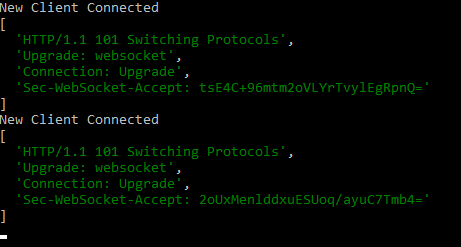 New Client Connected
[
'HTTP/1.1 101 Switching Protocols',
'Upgrade: websocket',
'Connection: Upgrade',
'Sec-WebSocket-Accept: tsE4C+96mtm2oVLYrTvylEgRpnQ='
]
New Client Connected
[
'HTTP/1.1 101 Switching Protocols',
'Upgrade: websocket',
'Connection: Upgrade',
'Sec-WebSocket-Accept: 2oUxMenlddxuESUoq/ayuC7Tmb4='
]